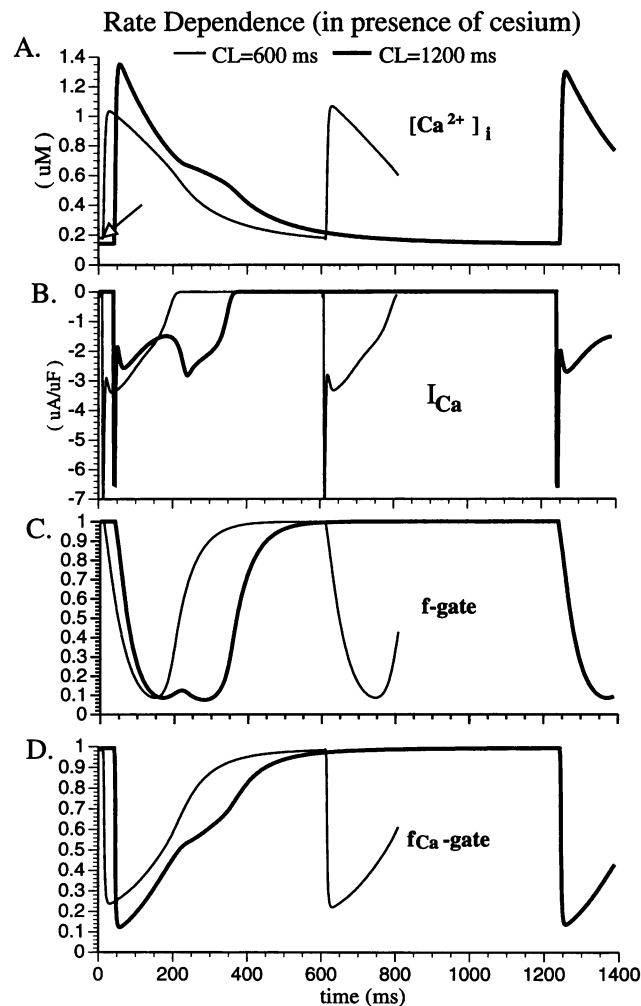 Rate Dependence (in presence of cesium)
A.
CL=600 ms CL=1200 ms
1.4
1.2
1
0.8
0.6
0.4
0.2
0
( uM)
[Ca 2+ ] i
B.
0
-1
-2
-3
-4
-5
-6
-7
( uA/uF)
ICa
C.
1
0.9
0.8
0.7
0.6
0.5
0.4
0.3
0.2
0.1
0
f-gate
D.
1
0.9
0.8
0.7
0.6
0.5
0.4
0.3
0.2
0.1
0
fCa -gate
0 200 400 600 800 1000 1200 1400
time (ms)